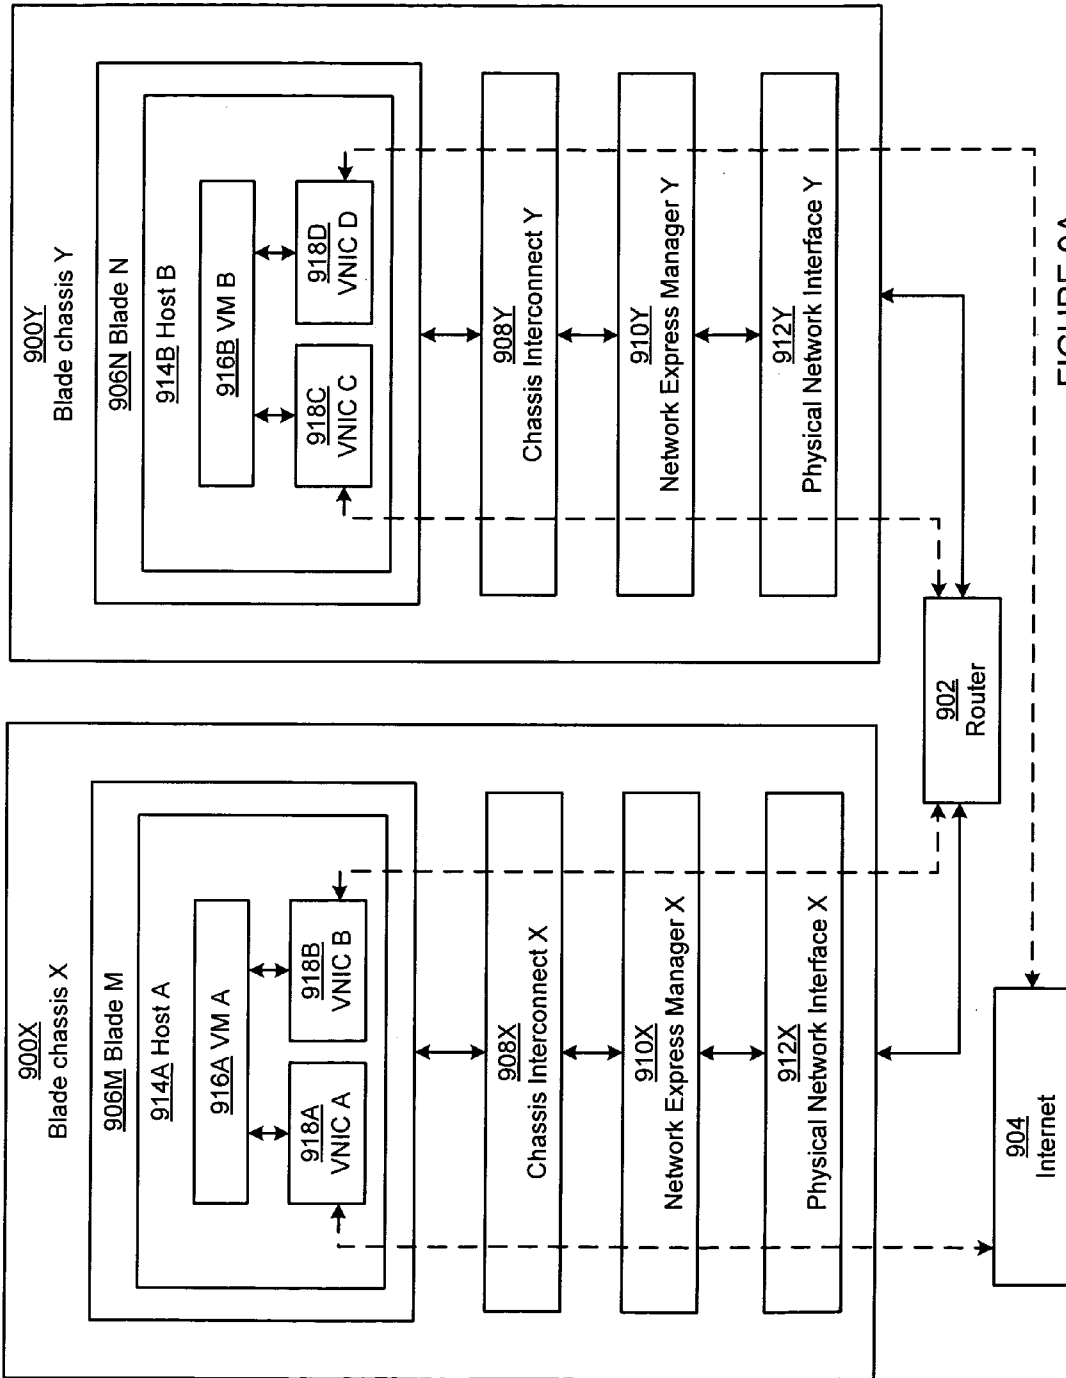 900X
Blade chassis X
906M Blade M
914A Host A
916A VM A
918A
VNIC A
918B
VNIC B
908X
Chassis Interconnect X
910X
Network Express Manager X
912X
Physical Network Interface X
900Y
Blade chassis Y
906N Blade N
914B Host B
916B VM B
918C
VNIC C
918D
VNIC D
908Y
Chassis Interconnect Y
910Y
Network Express Manager Y
912Y
Physical Network Interface Y
902
Router
904
Internet
FIGURE 9A